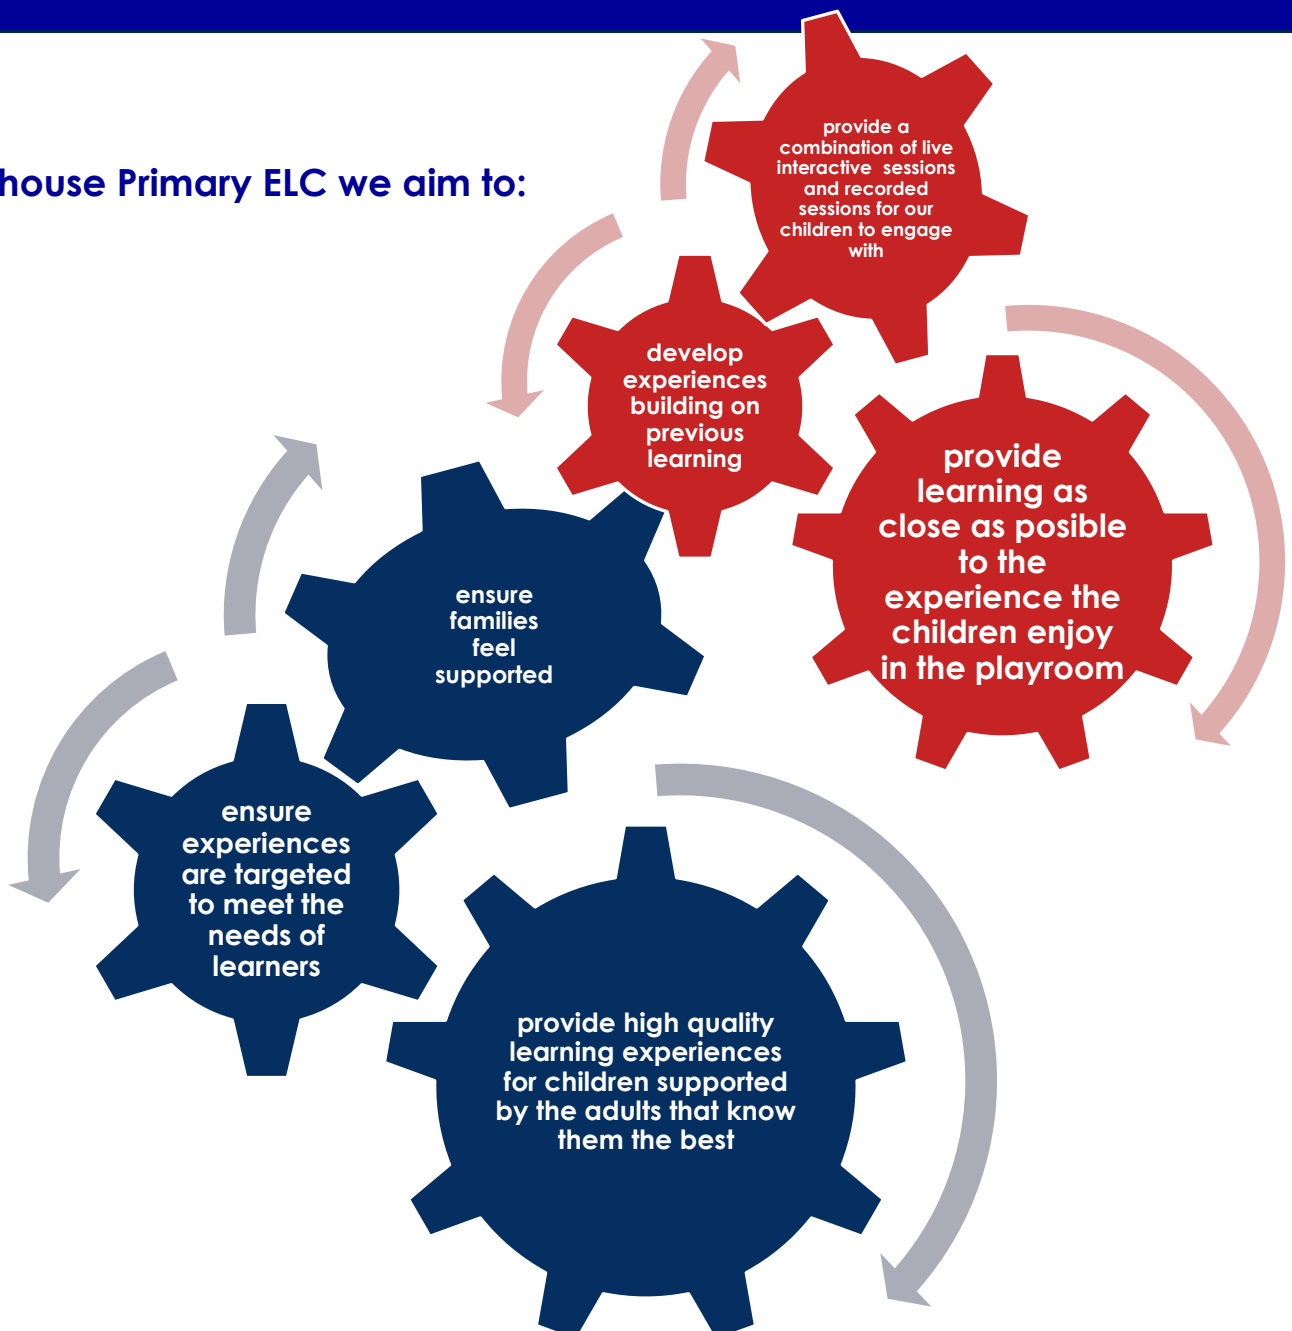 house Primary ELC we aim to:
provide a
combination of live
interactive sessions
and recorded
sessions for our
children to engage
with
develop
experiences
building on
previous
learning
provide
learning as
close as posible
to the
experience the
children enjoy
in the playroom
ensure
families
feel
supported
ensure
experiences
are targeted
to meet the
needs of
learners
provide high quality
learning experiences
for children supported
by the adults that know
them the best